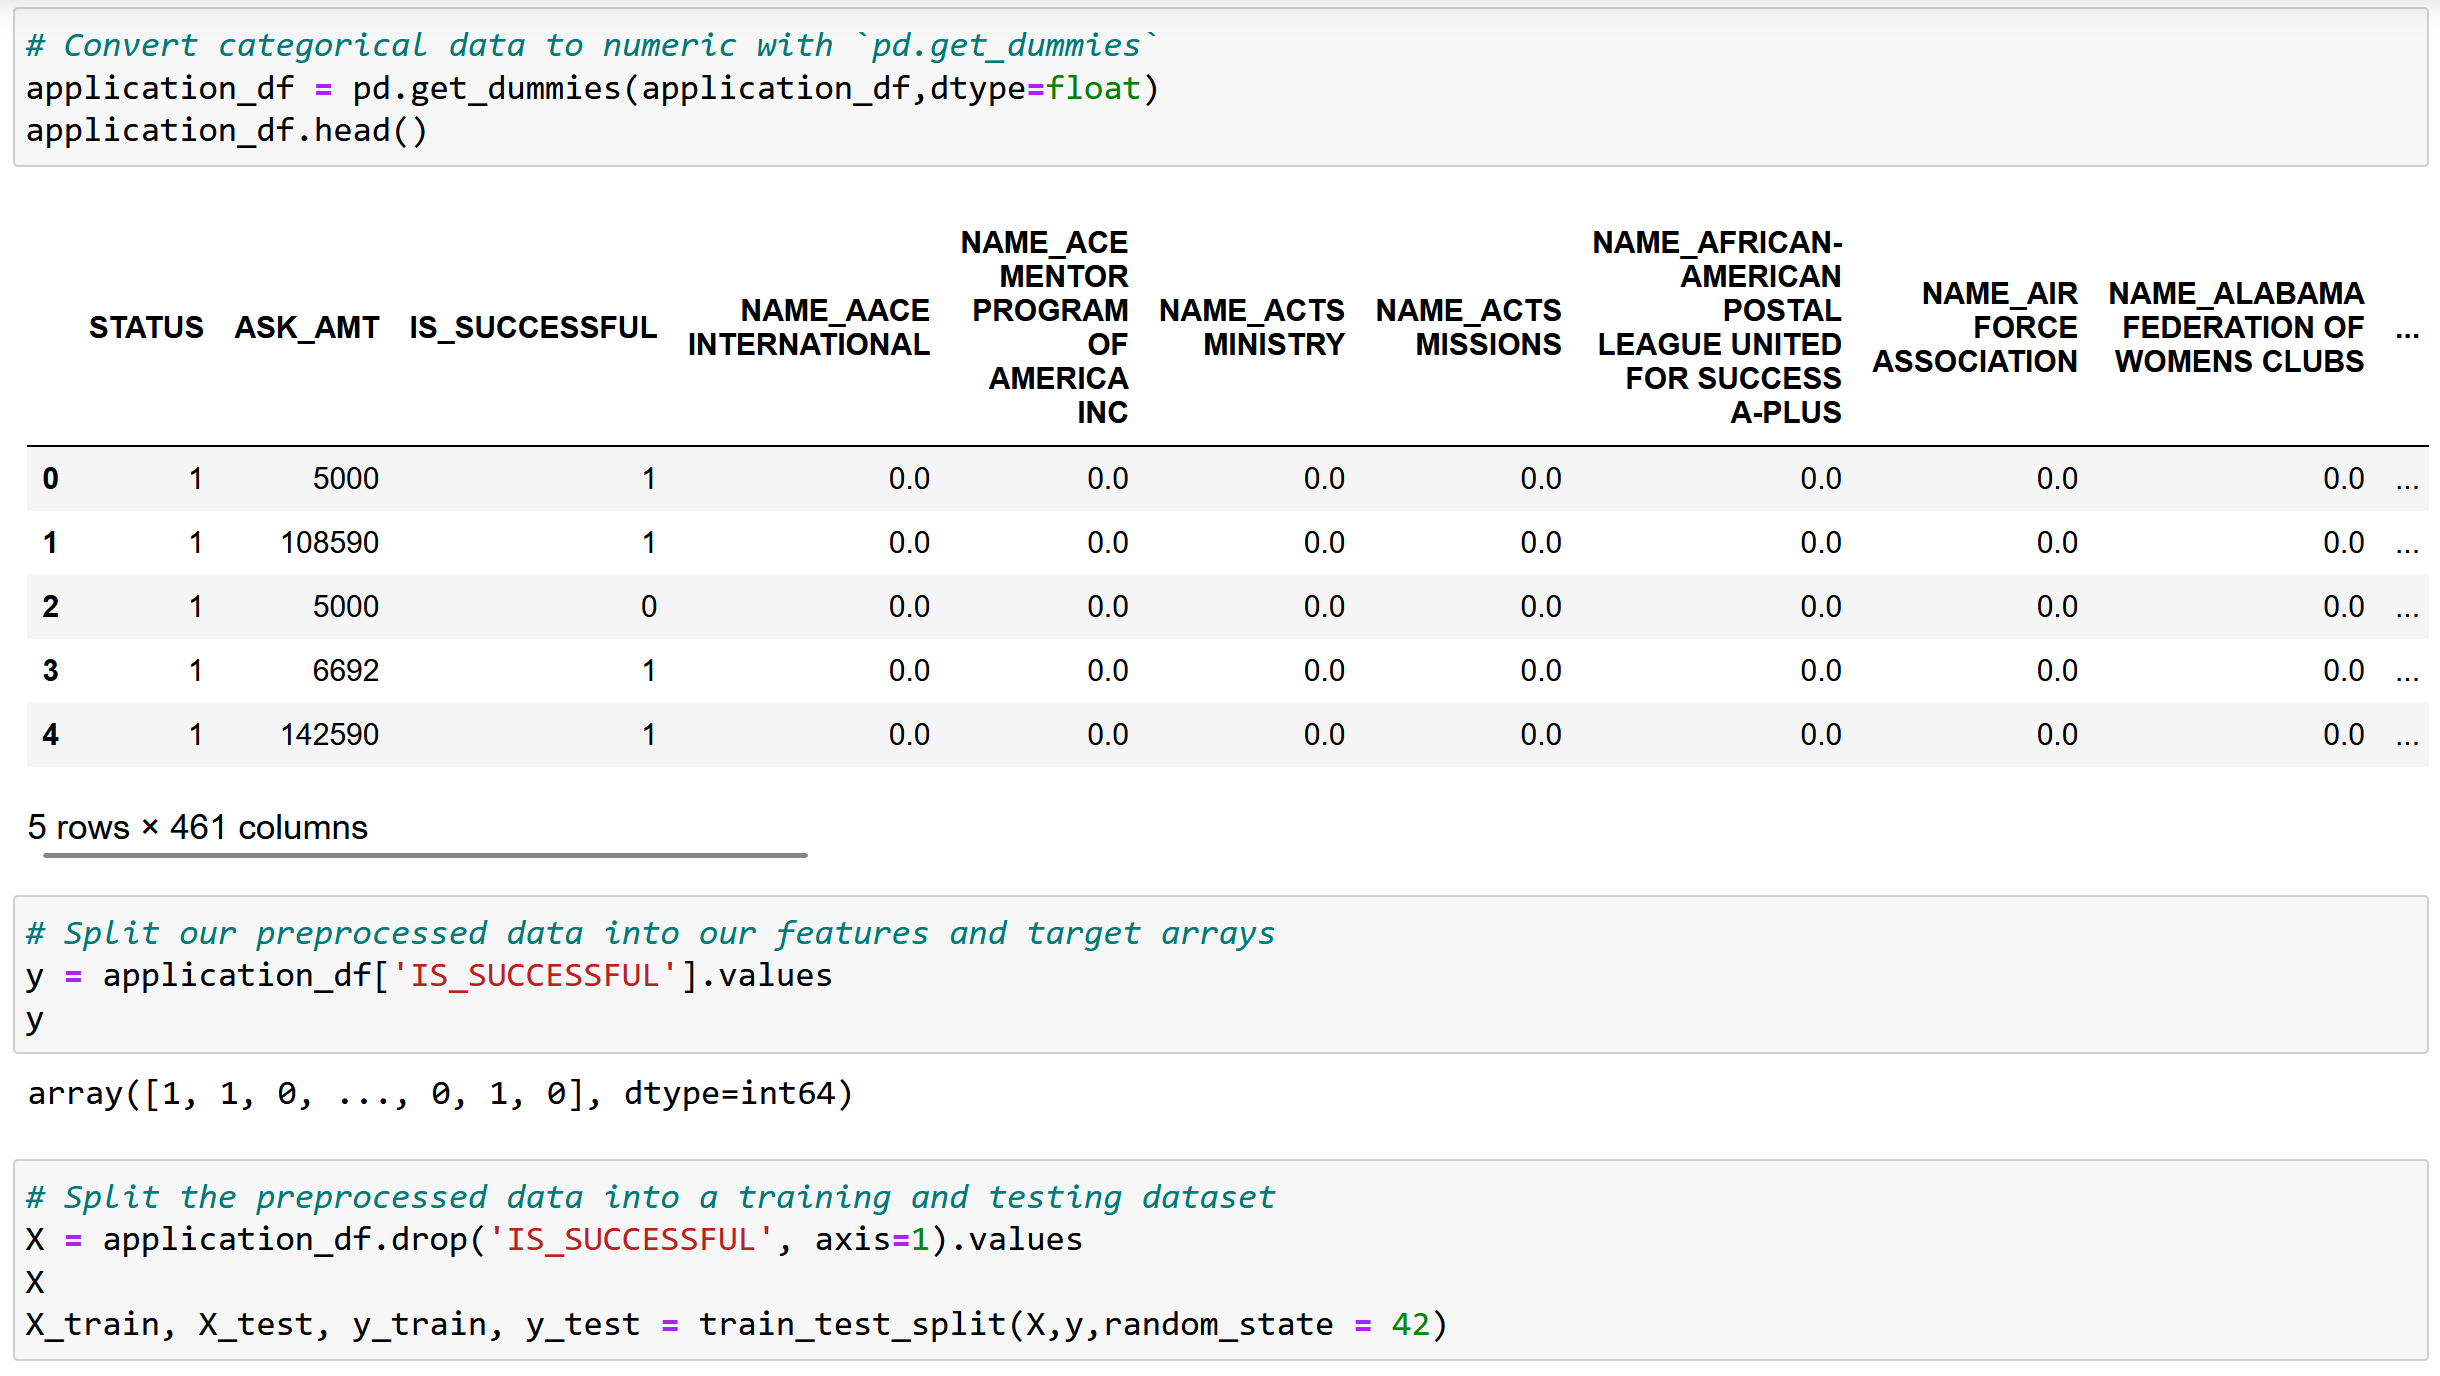 # Convert categorical data to numeric with `pd.get_dummies`
application_df = pd.get_dummies(application_df,dtype=float)
application_df.head()
STATUS ASK_AMT IS_SUCCESSFUL NAME_AACE INTERNATIONAL NAME_ACE MENTOR PROGRAM OF AMERICA INC NAME_ACTS MINISTRY NAME_ACTS MISSIONS NAME_AFRICAN-AMERICAN POSTAL LEAGUE UNITED FOR SUCCESS A-PLUS NAME_AIR FORCE ASSOCIATION NAME_ALABAMA FEDERATION OF WOMENS CLUBS ...
0 1 5000 1 0.0 0.0 0.0 0.0 0.0 0.0 0.0 ...
1 1 108590 1 0.0 0.0 0.0 0.0 0.0 0.0 0.0 ...
2 1 5000 0 0.0 0.0 0.0 0.0 0.0 0.0 0.0 ...
3 1 6692 1 0.0 0.0 0.0 0.0 0.0 0.0 0.0 ...
4 1 142590 1 0.0 0.0 0.0 0.0 0.0 0.0 0.0 ...
5 rows × 461 columns
# Split our preprocessed data into our features and target arrays
y = application_df['IS_SUCCESSFUL'].values
y
array([1, 1, 0, ..., 0, 1, 0], dtype=int64)
# Split the preprocessed data into a training and testing dataset
X = application_df.drop('IS_SUCCESSFUL', axis=1).values
X
X_train, X_test, y_train, y_test = train_test_split(X,y,random_state = 42)